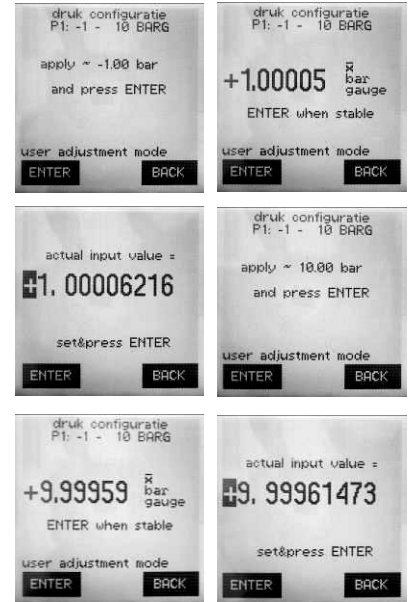 druk configuratie
P1: -1 - 10 BARG
apply ~ -1.00 bar
and press ENTER
user adjustment mode
ENTER BACK
druk configuratie
P1: -1 - 10 BARG
+1.00005 x̄ bar gauge
ENTER when stable
user adjustment mode
ENTER BACK
actual input value =
+1. 00006216
set&press ENTER
ENTER BACK
druk configuratie
P1: -1 - 10 BARG
apply ~ 10.00 bar
and press ENTER
user adjustment mode
ENTER BACK
druk configuratie
P1: -1 - 10 BARG
+9.99959 x̄ bar gauge
ENTER when stable
user adjustment mode
ENTER BACK
actual input value =
+9. 99961473
set&press ENTER
ENTER BACK